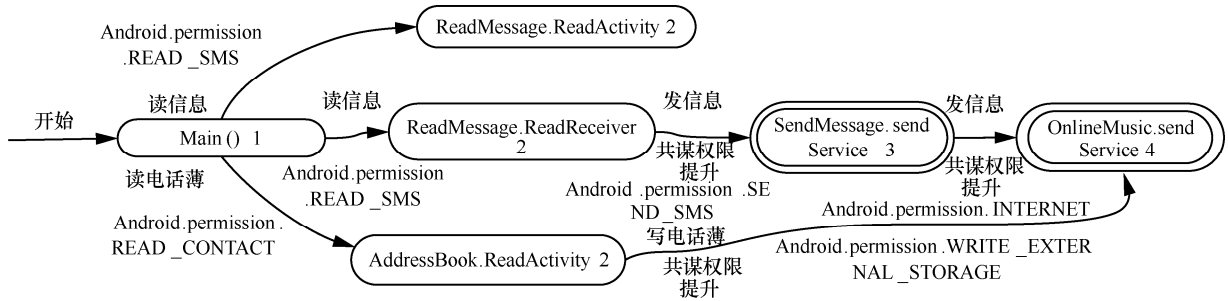 Android.permission
.READ _SMS
ReadMessage.ReadActivity 2
开始
读信息
Main () 1
读电话薄
Android.permission .
READ _CONTACT
读信息
Android.permission
.READ _SMS
ReadMessage.ReadReceiver
2
发信息
共谋权限
提升
Android .permission .SE
ND_SMS
SendMessage. send
Service 3
发信息
共谋权限
提升
OnlineMusic.send
Service 4
AddressBook.ReadActivity 2
写电话薄
共谋权限
提升
Android.permission.INTERNET
Android.permission.WRITE _EXTER
NAL _STORAGE